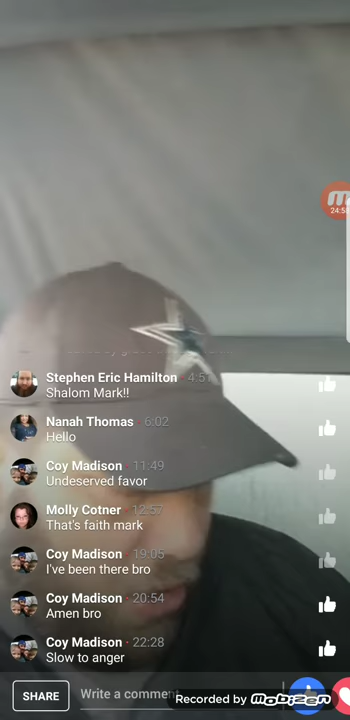 24:58
Stephen Eric Hamilton · 4:51
Shalom Mark!!
Nanah Thomas · 6:02
Hello
Coy Madison · 11:49
Undeserved favor
Molly Cotner · 12:57
That's faith mark
Coy Madison · 19:05
I've been there bro
Coy Madison · 20:54
Amen bro
Coy Madison · 22:28
Slow to anger
SHARE
Write a comment
Recorded by Mobizen